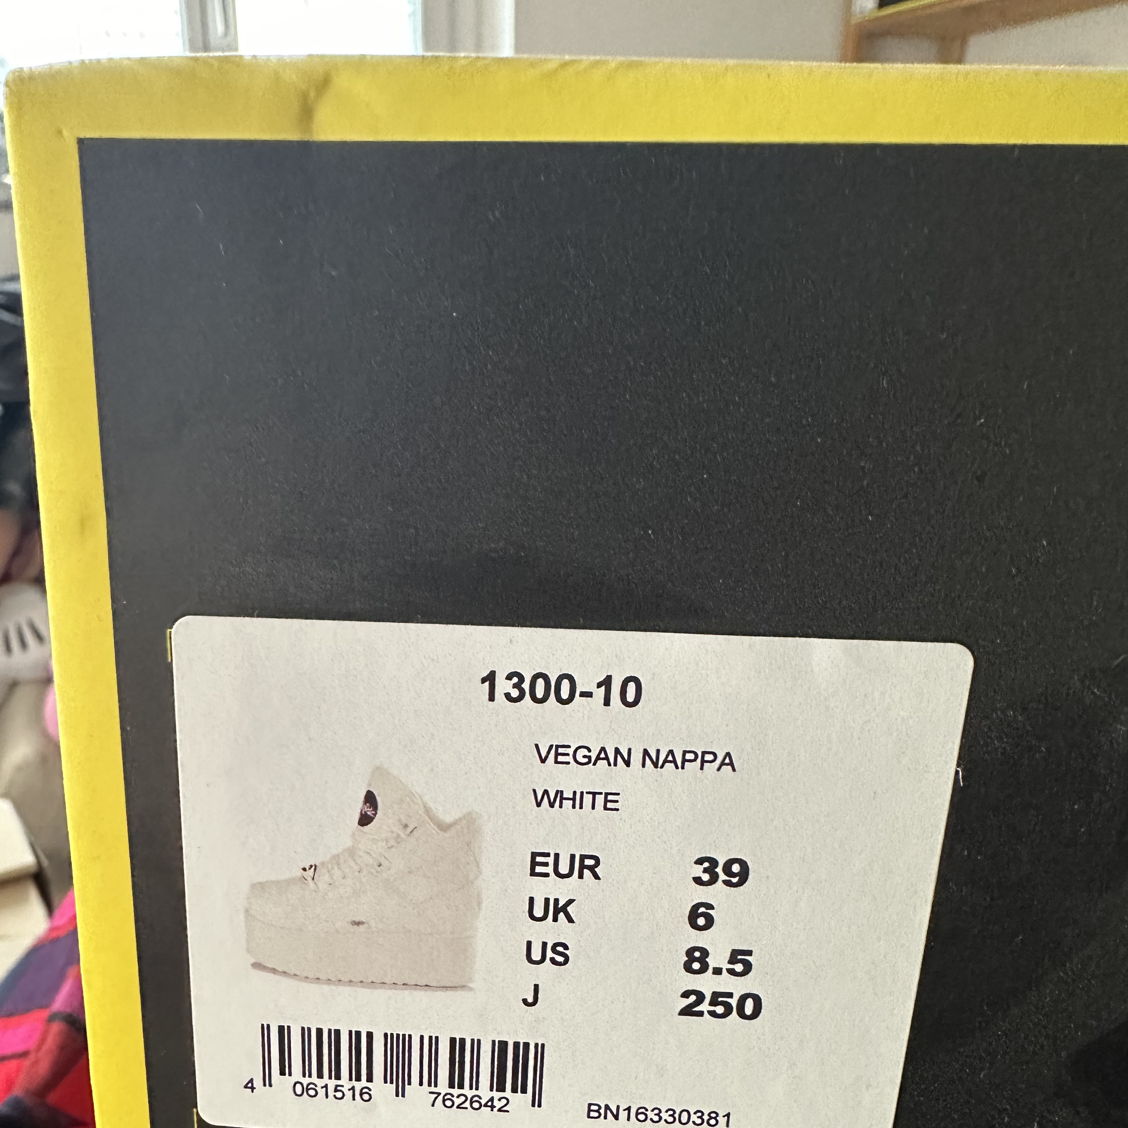 1300-10
VEGAN NAPPA
WHITE
EUR 39
UK 6
US 8.5
J 250
4 061516 762642
BN16330381